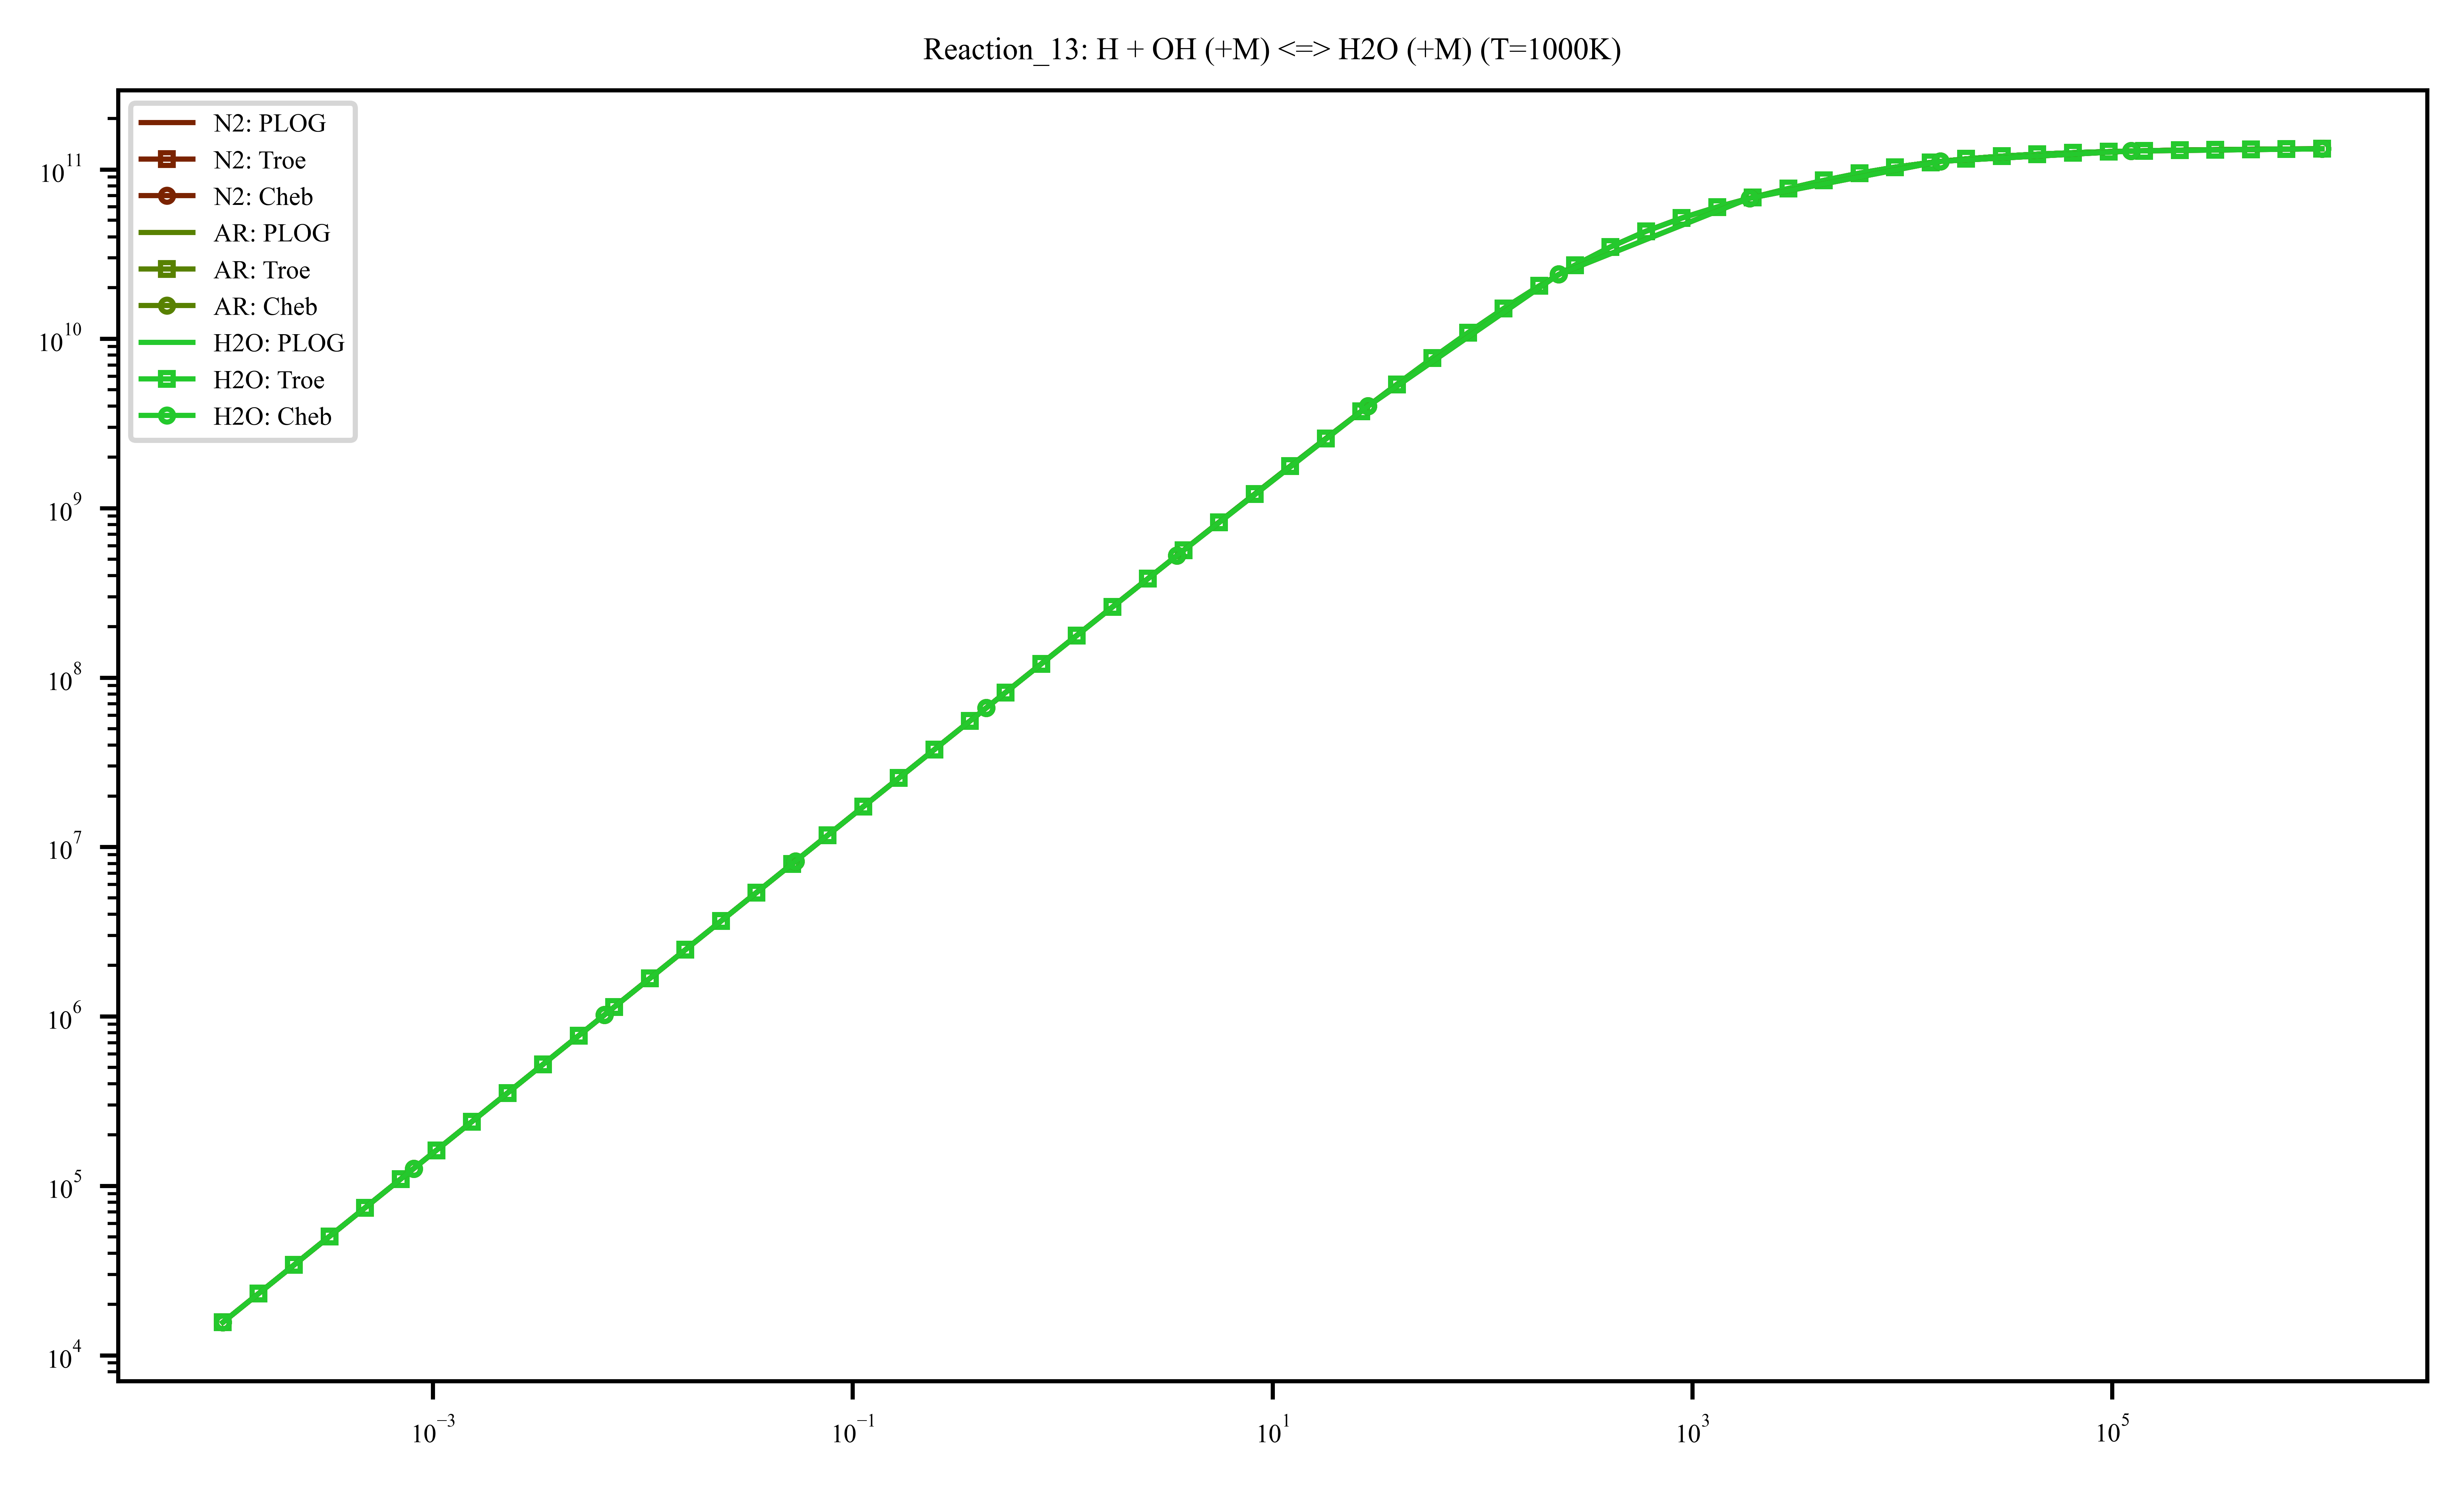 Reaction_13: H + OH (+M) <=> H2O (+M) (T=1000K)
N2: PLOG
N2: Troe
N2: Cheb
AR: PLOG
AR: Troe
AR: Cheb
H2O: PLOG
H2O: Troe
H2O: Cheb
10^11
10^10
10^9
10^8
10^7
10^6
10^5
10^4
10^−3 10^−1 10^1 10^3 10^5